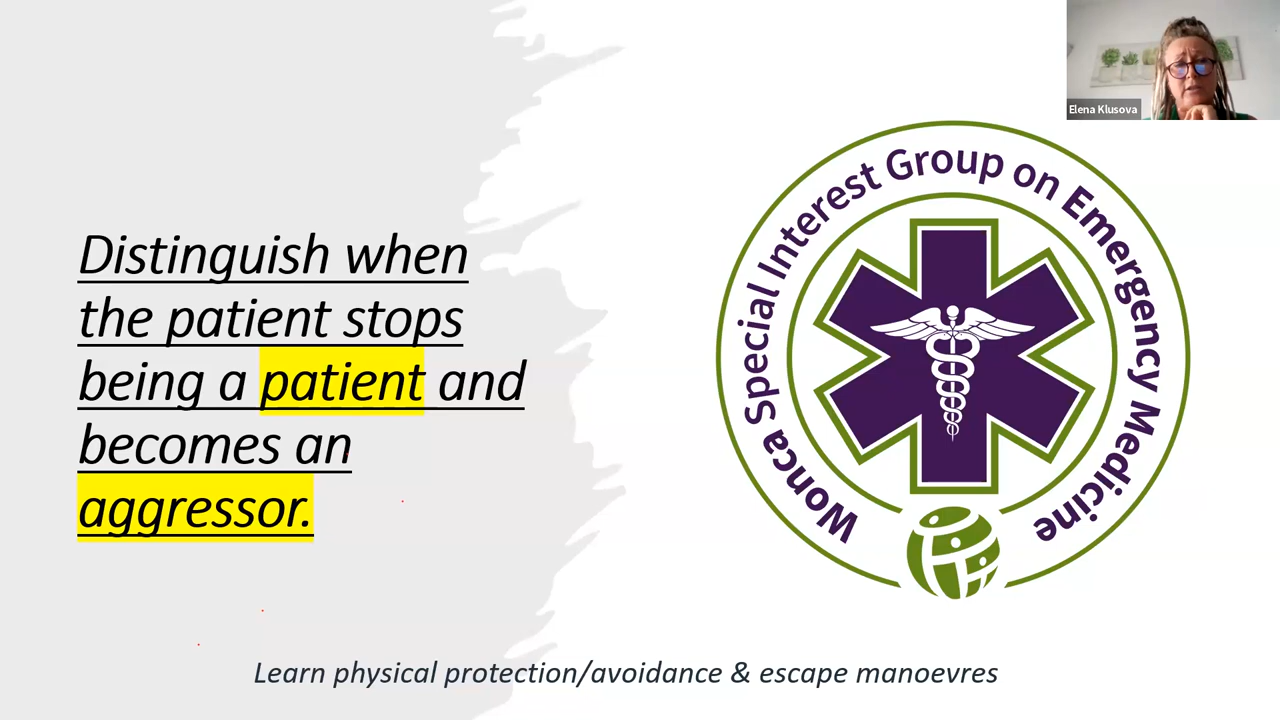 Elena Klusova
Wonca Special Interest Group on Emergency Medicine
Distinguish when
the patient stops
being a patient and
becomes an
aggressor.
Learn physical protection/avoidance & escape manoevres